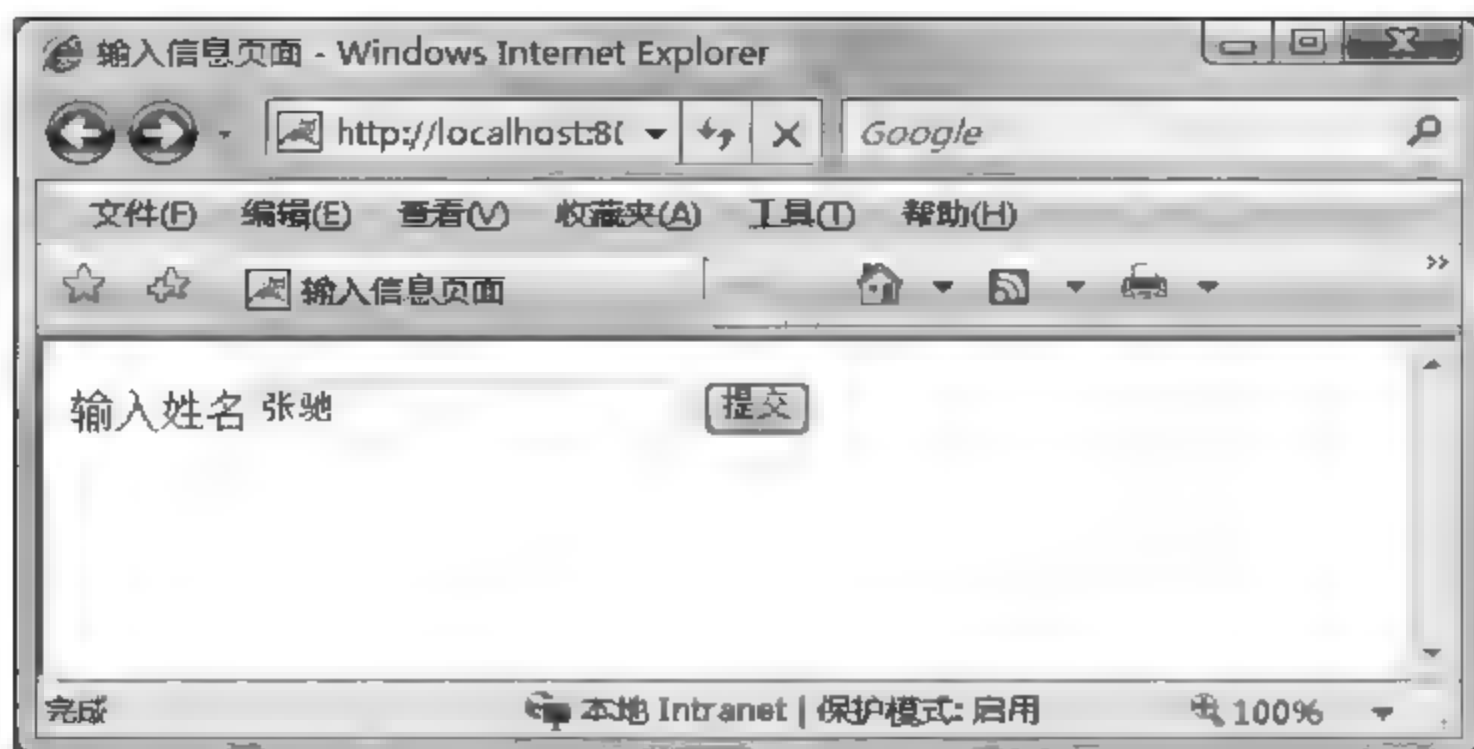 输入信息页面 - Windows Internet Explorer
http://localhost:8( Google
文件(F) 编辑(E) 查看(V) 收藏夹(A) 工具(T) 帮助(H)
输入信息页面 »
输入姓名 张驰 提交
完成 本地 Intranet | 保护模式: 启用 100%